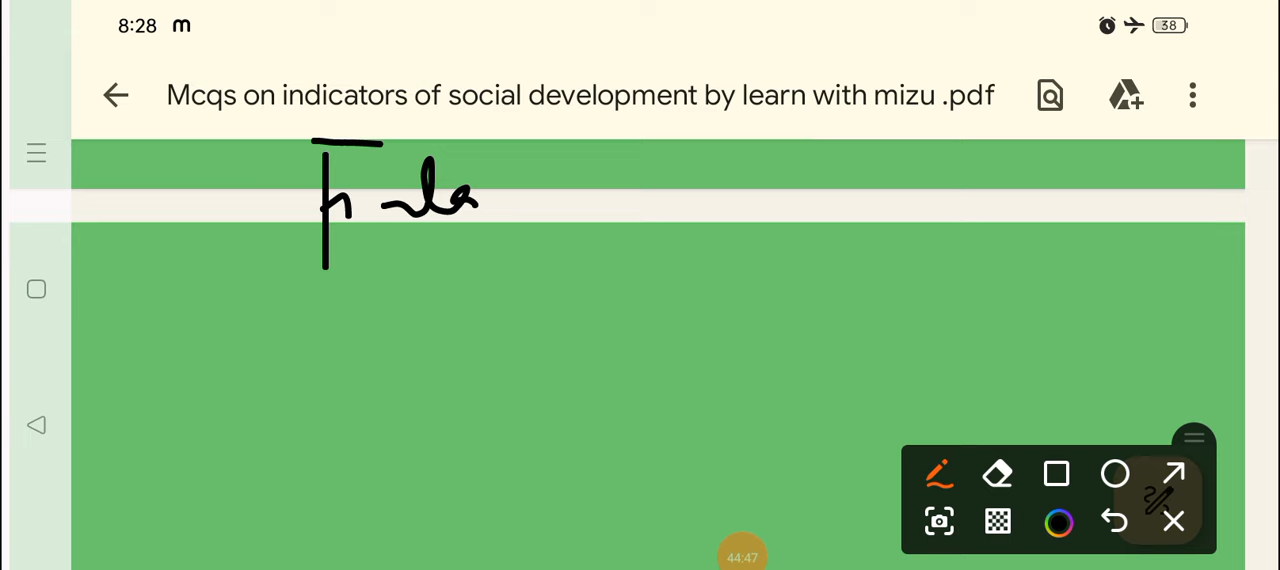 8:28 m
38
Mcqs on indicators of social development by learn with mizu .pdf
44:47